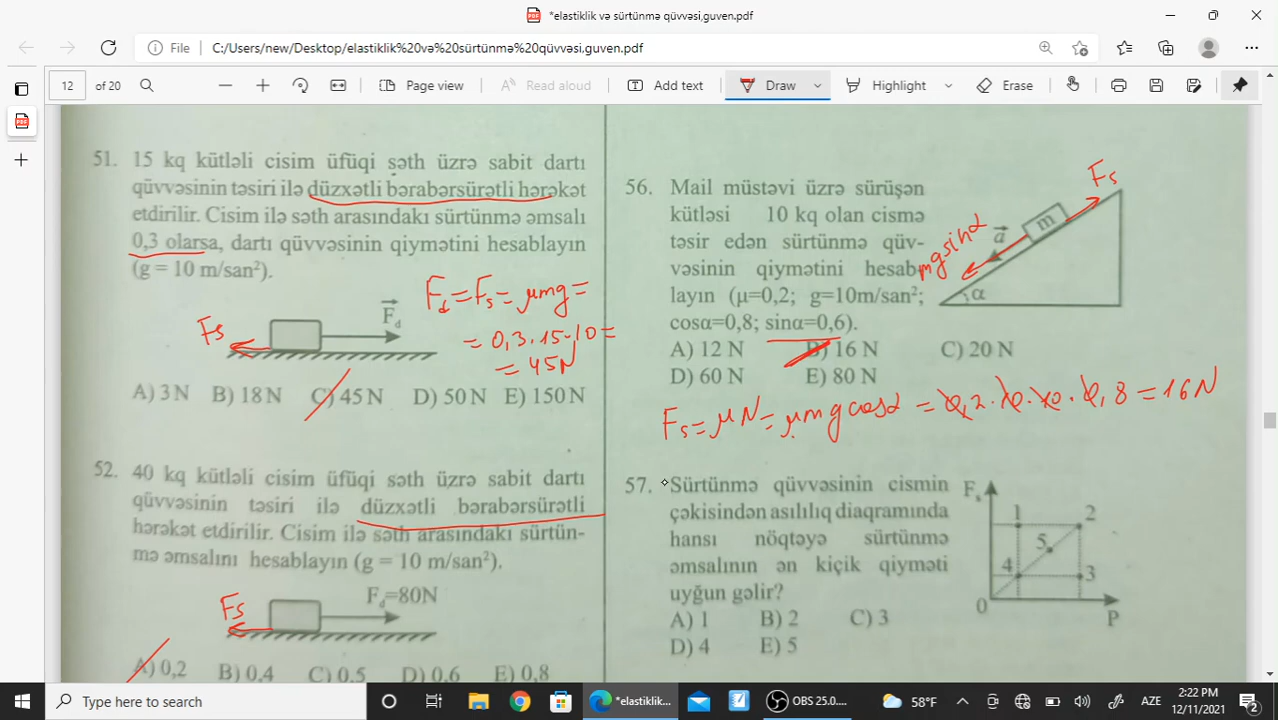 *elastiklik və sürtünmə qüvvəsi,guven.pdf
File C:/Users/new/Desktop/elastiklik%20və%20sürtünmə%20qüvvəsi.guven.pdf
12 of 20 Page view Read aloud Add text Draw Highlight Erase
51. 15 kq kütləli cisim üfüqi səth üzrə sabit dartı
qüvvəsinin təsiri ilə düzxətli bərabərsürətli hərəkət
etdirilir. Cisim ilə səth arasındakı sürtünmə əmsalı
0,3 olarsa, dartı qüvvəsinin qiymətini hesablayın
(g = 10 m/san²).
Fd = Fs = μmg =
= 0,3 · 15 · 10 =
= 45N
Fs
Fd
A) 3 N B) 18 N C) 45 N D) 50 N E) 150 N
52. 40 kq kütləli cisim üfüqi səth üzrə sabit dartı
qüvvəsinin təsiri ilə düzxətli bərabərsürətli
hərəkət etdirilir. Cisim ilə səth arasındakı sürtün-
mə əmsalını hesablayın (g = 10 m/san²).
Fs
Fd=80N
A) 0,2 B) 0,4 C) 0,5 D) 0,6 E) 0,8
56. Mail müstəvi üzrə sürüşən
kütləsi 10 kq olan cismə
təsir edən sürtünmə qüv-
vəsinin qiymətini hesab-
layın (μ=0,2; g=10m/san²;
cosα=0,8; sinα=0,6).
Fs
m
a
mgsinα
α
A) 12 N B) 16 N C) 20 N
D) 60 N E) 80 N
Fs = μN = μmg cosα = 0,2 · 10 · 10 · 0,8 = 16N
57. Sürtünmə qüvvəsinin cismin
çəkisindən asılılıq diaqramında
hansı nöqtəyə sürtünmə
əmsalının ən kiçik qiyməti
uyğun gəlir?
A) 1 B) 2 C) 3
D) 4 E) 5
Fs
1 2
5
4 3
0 P
Type here to search
elastiklik...
OBS 25.0....
58°F
AZE
2:22 PM
12/11/2021
2